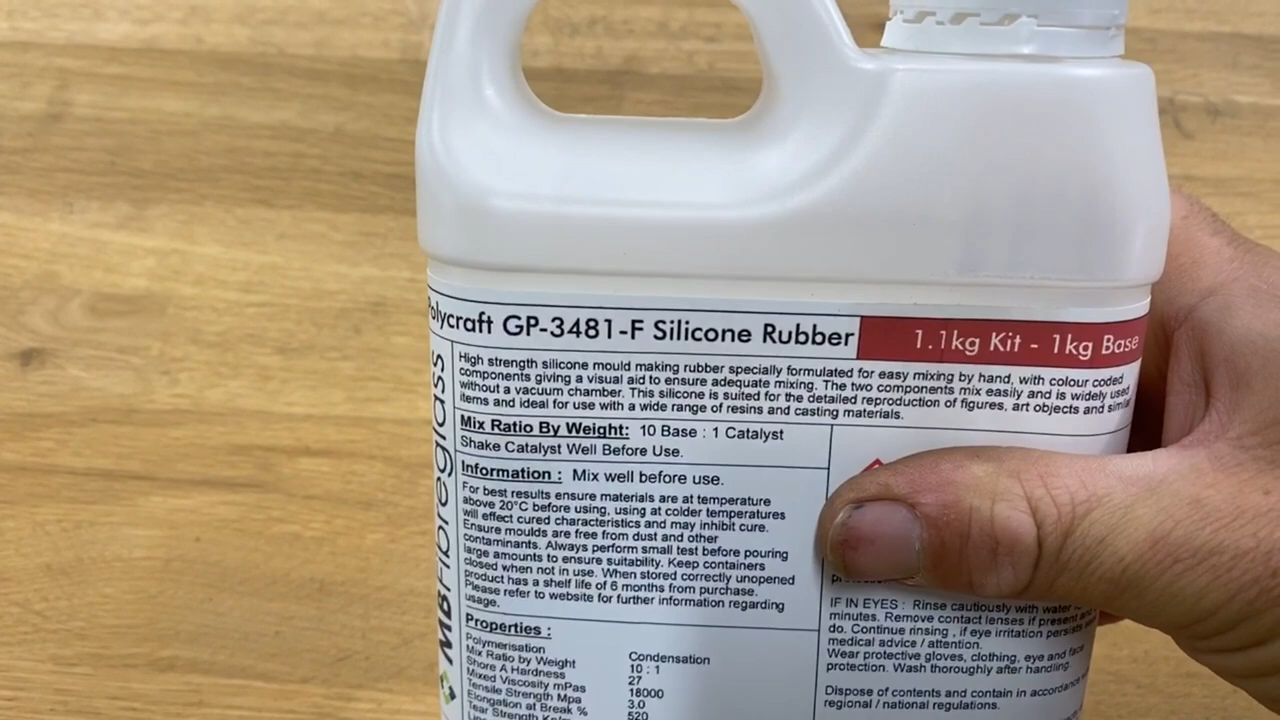 Polycraft GP-3481-F Silicone Rubber
1.1kg Kit - 1kg Base
High strength silicone mould making rubber specially formulated for easy mixing by hand, with colour coded
components giving a visual aid to ensure adequate mixing. The two components mix easily and is widely used
without a vacuum chamber. This silicone is suited for the detailed reproduction of figures, art objects and
items and ideal for use with a wide range of resins and casting materials.
MBFibreglass
Mix Ratio By Weight: 10 Base : 1 Catalyst
Shake Catalyst Well Before Use.
Information : Mix well before use.
For best results ensure materials are at temperature
above 20°C before using, using at colder temperatures
will effect cured characteristics and may inhibit cure.
Ensure moulds are free from dust and other
contaminants. Always perform small test before pouring
large amounts to ensure suitability. Keep containers
closed when not in use. When stored correctly unopened
product has a shelf life of 6 months from purchase.
Please refer to website for further information regarding
usage.
Properties :
Polymerisation Condensation
Mix Ratio by Weight 10 : 1
Shore A Hardness 27
Mixed Viscosity mPas 18000
Tensile Strength Mpa 3.0
Elongation at Break % 520
Tear Strength
IF IN EYES : Rinse cautiously with water
minutes. Remove contact lenses if present and
do. Continue rinsing , if eye irritation persists
medical advice / attention.
Wear protective gloves, clothing, eye and face
protection. Wash thoroughly after handling.
Dispose of contents and contain in accordance
regional / national regulations.